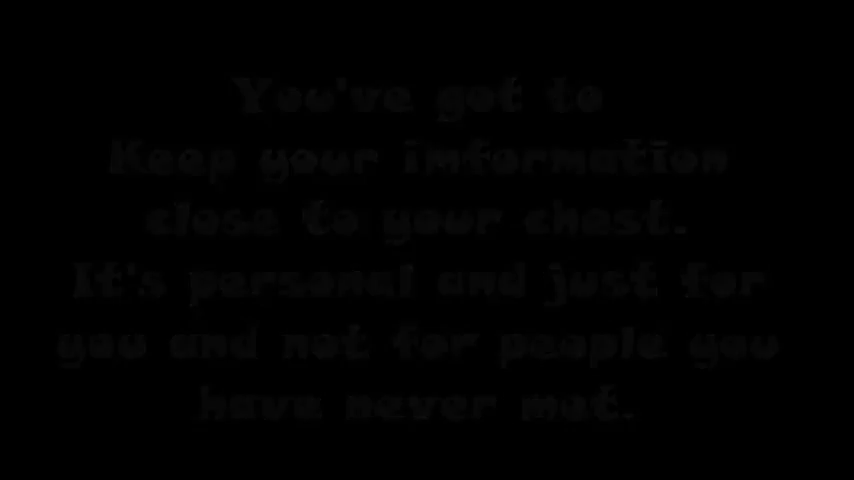 You've got to
Keep your information
close to your chest.
It's personal and just for
you and not for people you
have never met.